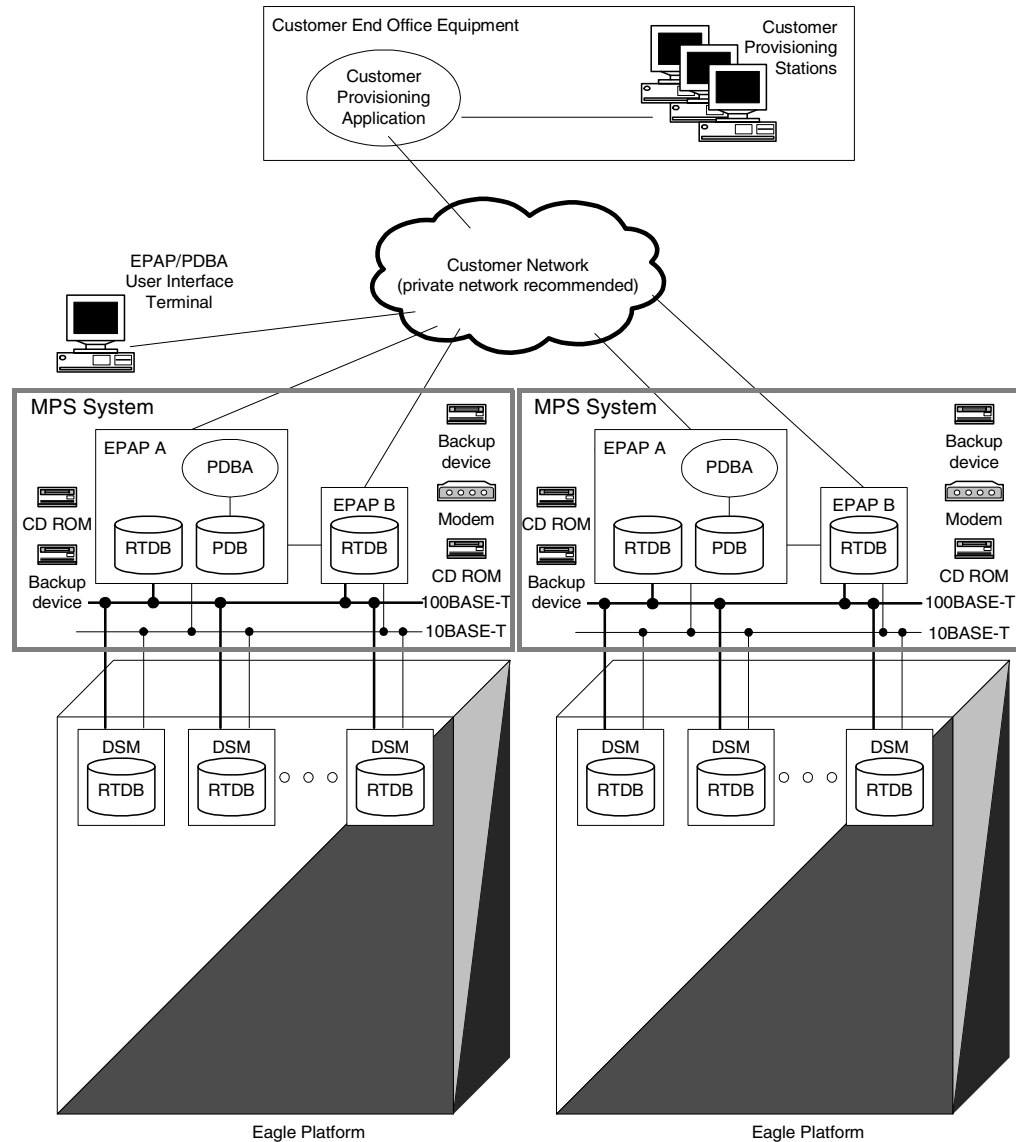 Customer End Office Equipment
Customer
Provisioning
Stations
Customer
Provisioning
Application
Customer Network
(private network recommended)
EPAP/PDBA
User Interface
Terminal
MPS System
EPAP A
PDBA
RTDB
PDB
EPAP B
RTDB
CD ROM
Backup
device
Backup
device
Modem
CD ROM
100BASE-T
10BASE-T
MPS System
EPAP A
PDBA
RTDB
PDB
EPAP B
RTDB
CD ROM
Backup
device
Backup
device
Modem
CD ROM
100BASE-T
10BASE-T
DSM
RTDB
DSM
RTDB
DSM
RTDB
DSM
RTDB
DSM
RTDB
DSM
RTDB
Eagle Platform
Eagle Platform